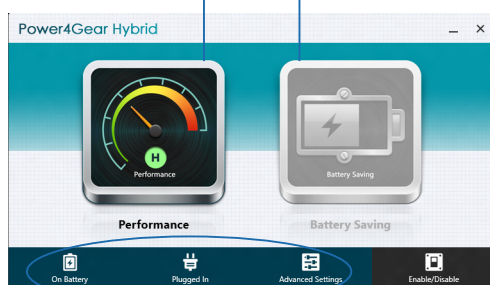 Power4Gear Hybrid
H
Performance
Battery Saving
Performance
Battery Saving
On Battery
Plugged In
Advanced Settings
Enable/Disable